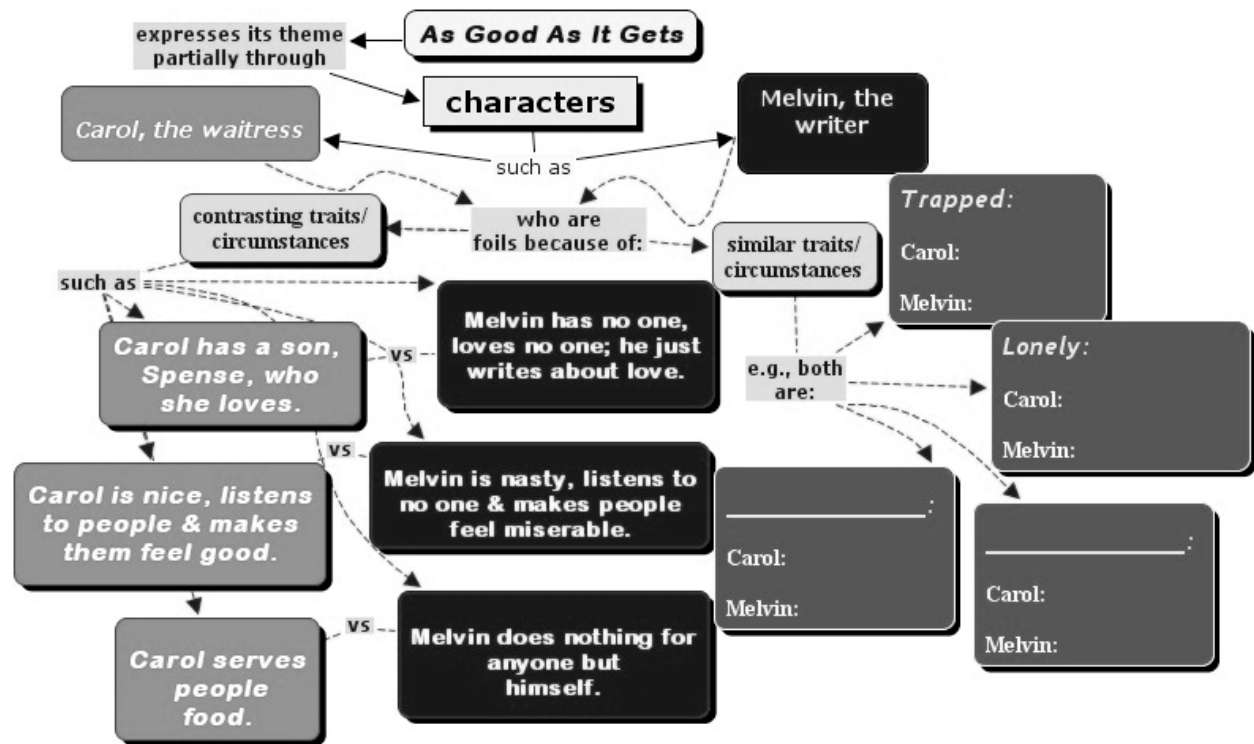 As Good As It Gets
expresses its theme
partially through
characters
Carol, the waitress
Melvin, the
writer
such as
who are
foils because of:
contrasting traits/
circumstances
similar traits/
circumstances
such as
Carol has a son,
Spense, who
she loves.
vs
Melvin has no one,
loves no one; he just
writes about love.
Carol is nice, listens
to people & makes
them feel good.
vs
Melvin is nasty, listens to
no one & makes people
feel miserable.
Carol serves
people
food.
vs
Melvin does nothing for
anyone but
himself.
e.g., both
are:
Trapped:
Carol:
Melvin:
Lonely:
Carol:
Melvin:
_________________:
Carol:
Melvin:
_________________:
Carol:
Melvin: